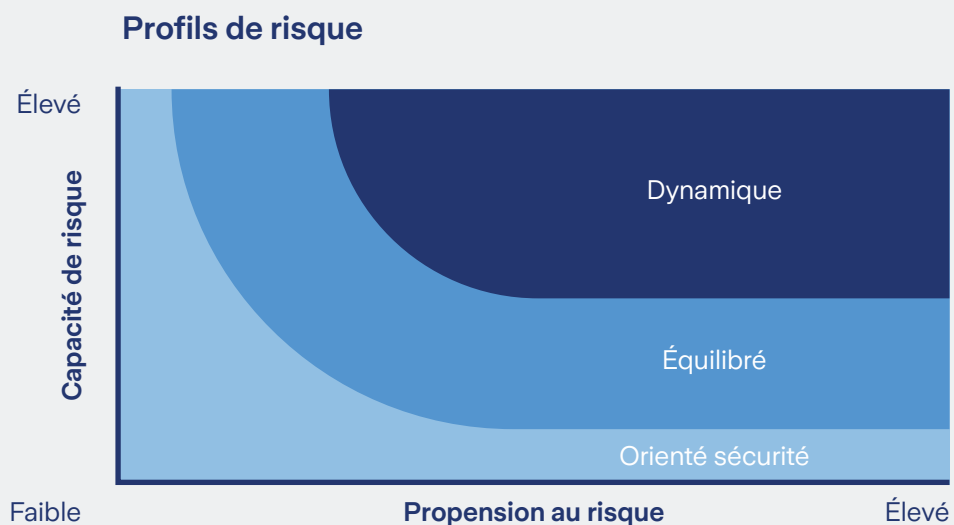 Profils de risque
Élevé
Capacité de risque
Dynamique
Équilibré
Orienté sécurité
Faible
Propension au risque
Élevé